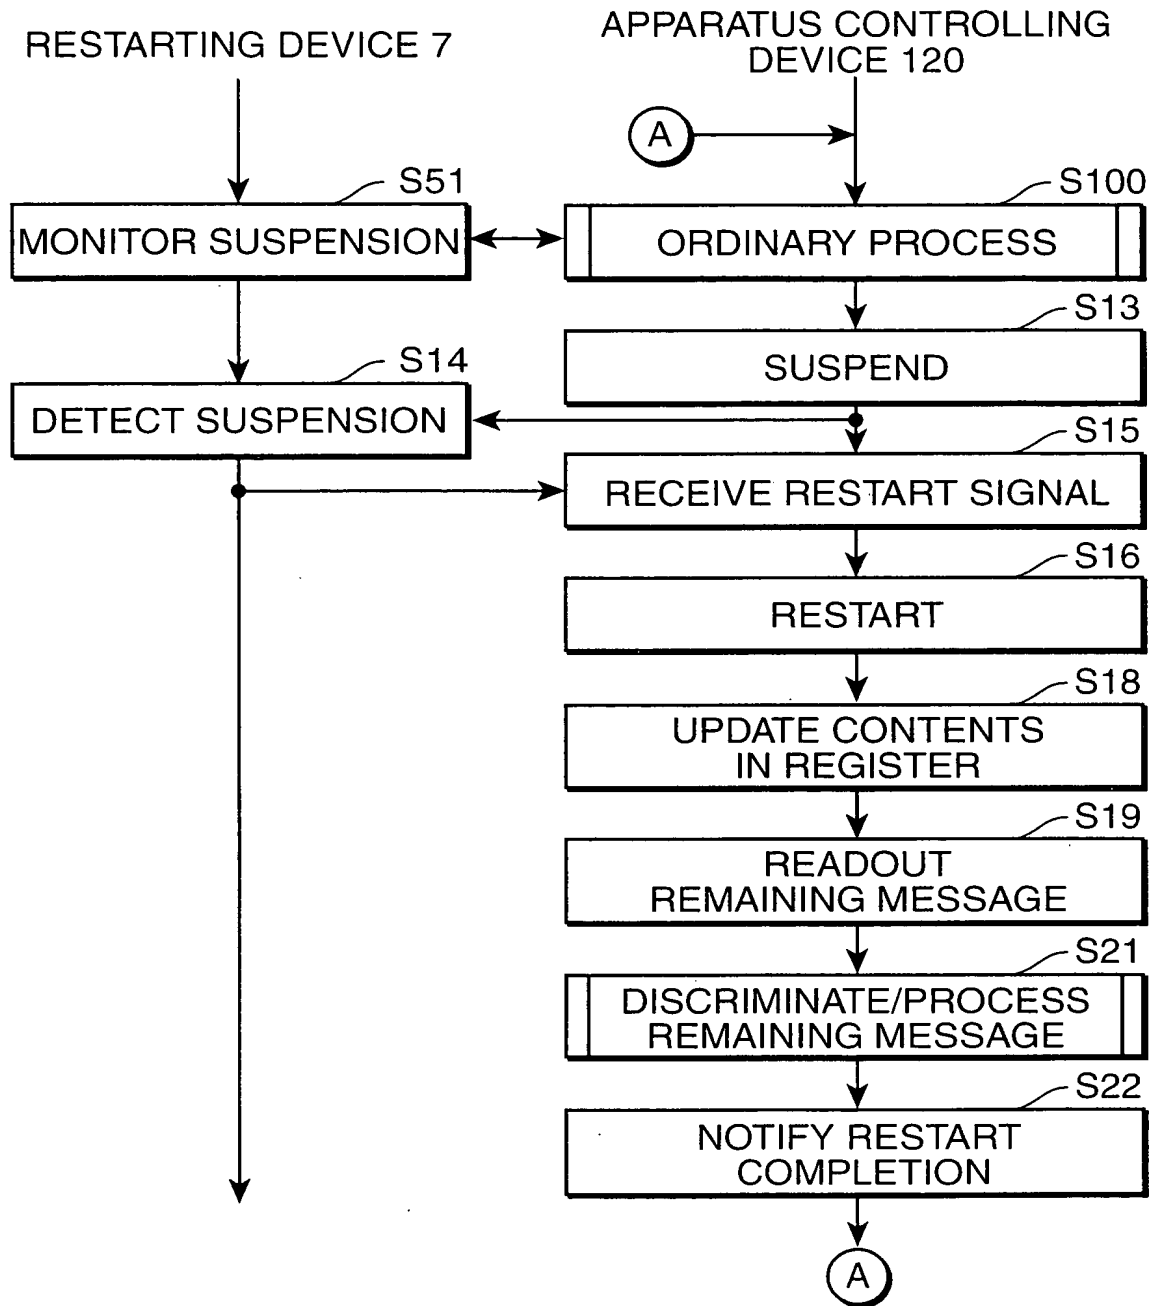 RESTARTING DEVICE 7
APPARATUS CONTROLLING
DEVICE 120
A
S51
MONITOR SUSPENSION
S100
ORDINARY PROCESS
S13
SUSPEND
S14
DETECT SUSPENSION
S15
RECEIVE RESTART SIGNAL
S16
RESTART
S18
UPDATE CONTENTS
IN REGISTER
S19
READOUT
REMAINING MESSAGE
S21
DISCRIMINATE/PROCESS
REMAINING MESSAGE
S22
NOTIFY RESTART
COMPLETION
A